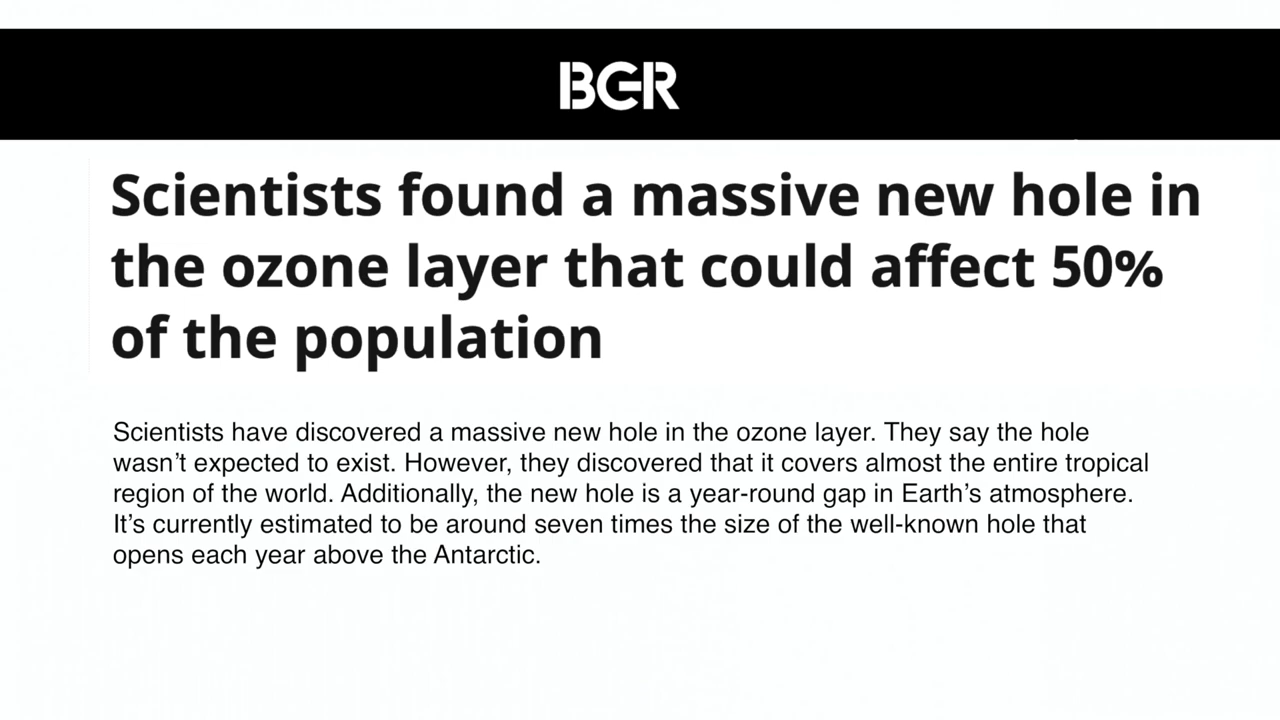 BGR
Scientists found a massive new hole in
the ozone layer that could affect 50%
of the population
Scientists have discovered a massive new hole in the ozone layer. They say the hole
wasn’t expected to exist. However, they discovered that it covers almost the entire tropical
region of the world. Additionally, the new hole is a year-round gap in Earth’s atmosphere.
It’s currently estimated to be around seven times the size of the well-known hole that
opens each year above the Antarctic.